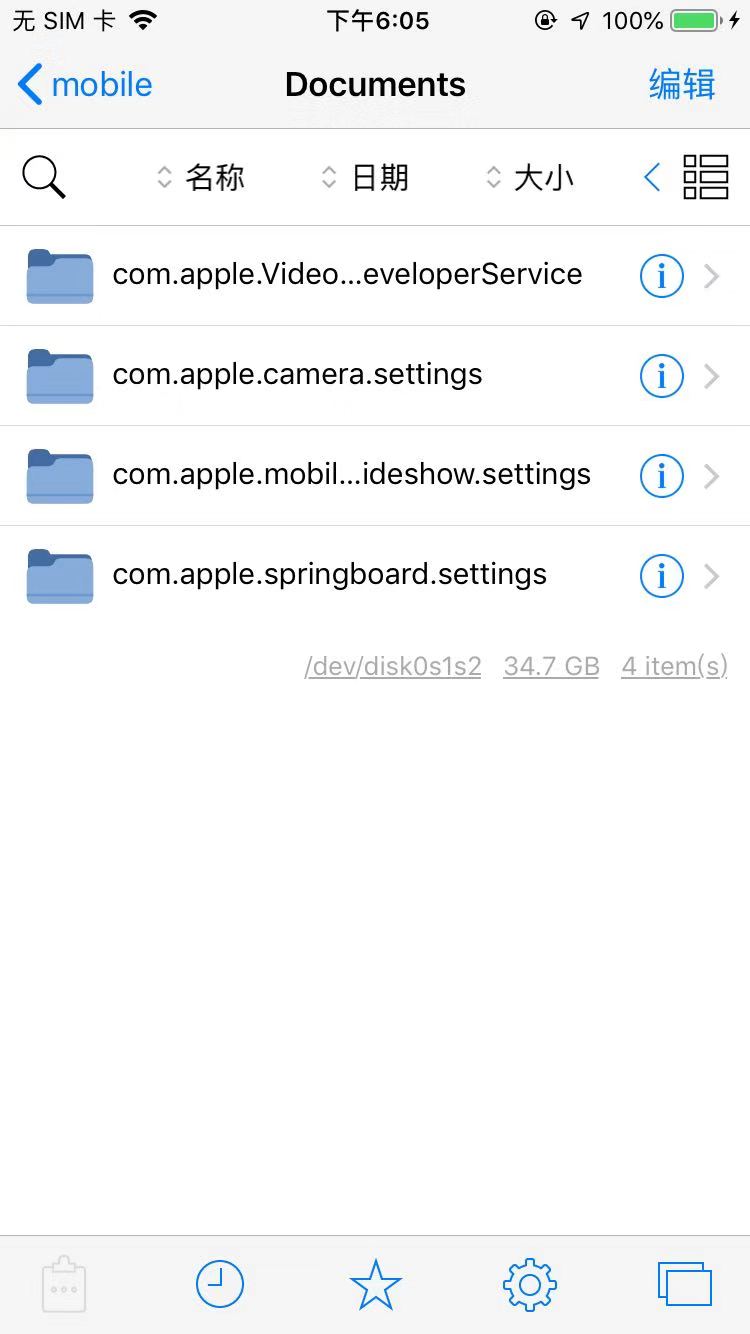 无 SIM 卡 下午6:05 100%
mobile Documents 编辑
名称 日期 大小
com.apple.Video...eveloperService
com.apple.camera.settings
com.apple.mobil...ideshow.settings
com.apple.springboard.settings
/dev/disk0s1s2 34.7 GB 4 item(s)